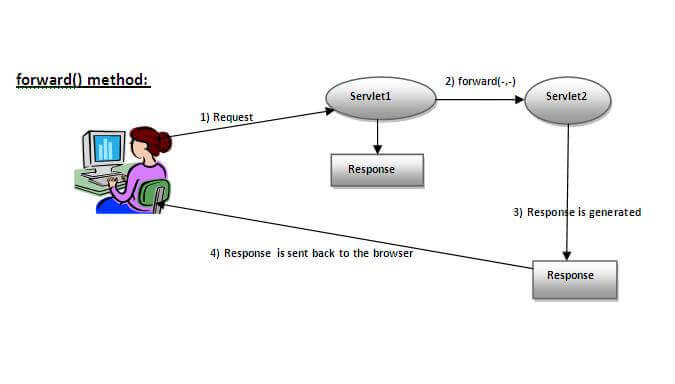 forward() method:
2) forward(-,-)
Servlet1
Servlet2
1) Request
Response
3) Response is generated
4) Response is sent back to the browser
Response